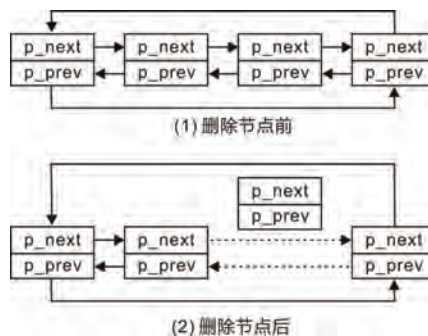 p_next p_next p_next p_next
p_prev p_prev p_prev p_prev
(1) 删除节点前
p_next
p_prev
p_next p_next p_next
p_prev p_prev p_prev
(2) 删除节点后